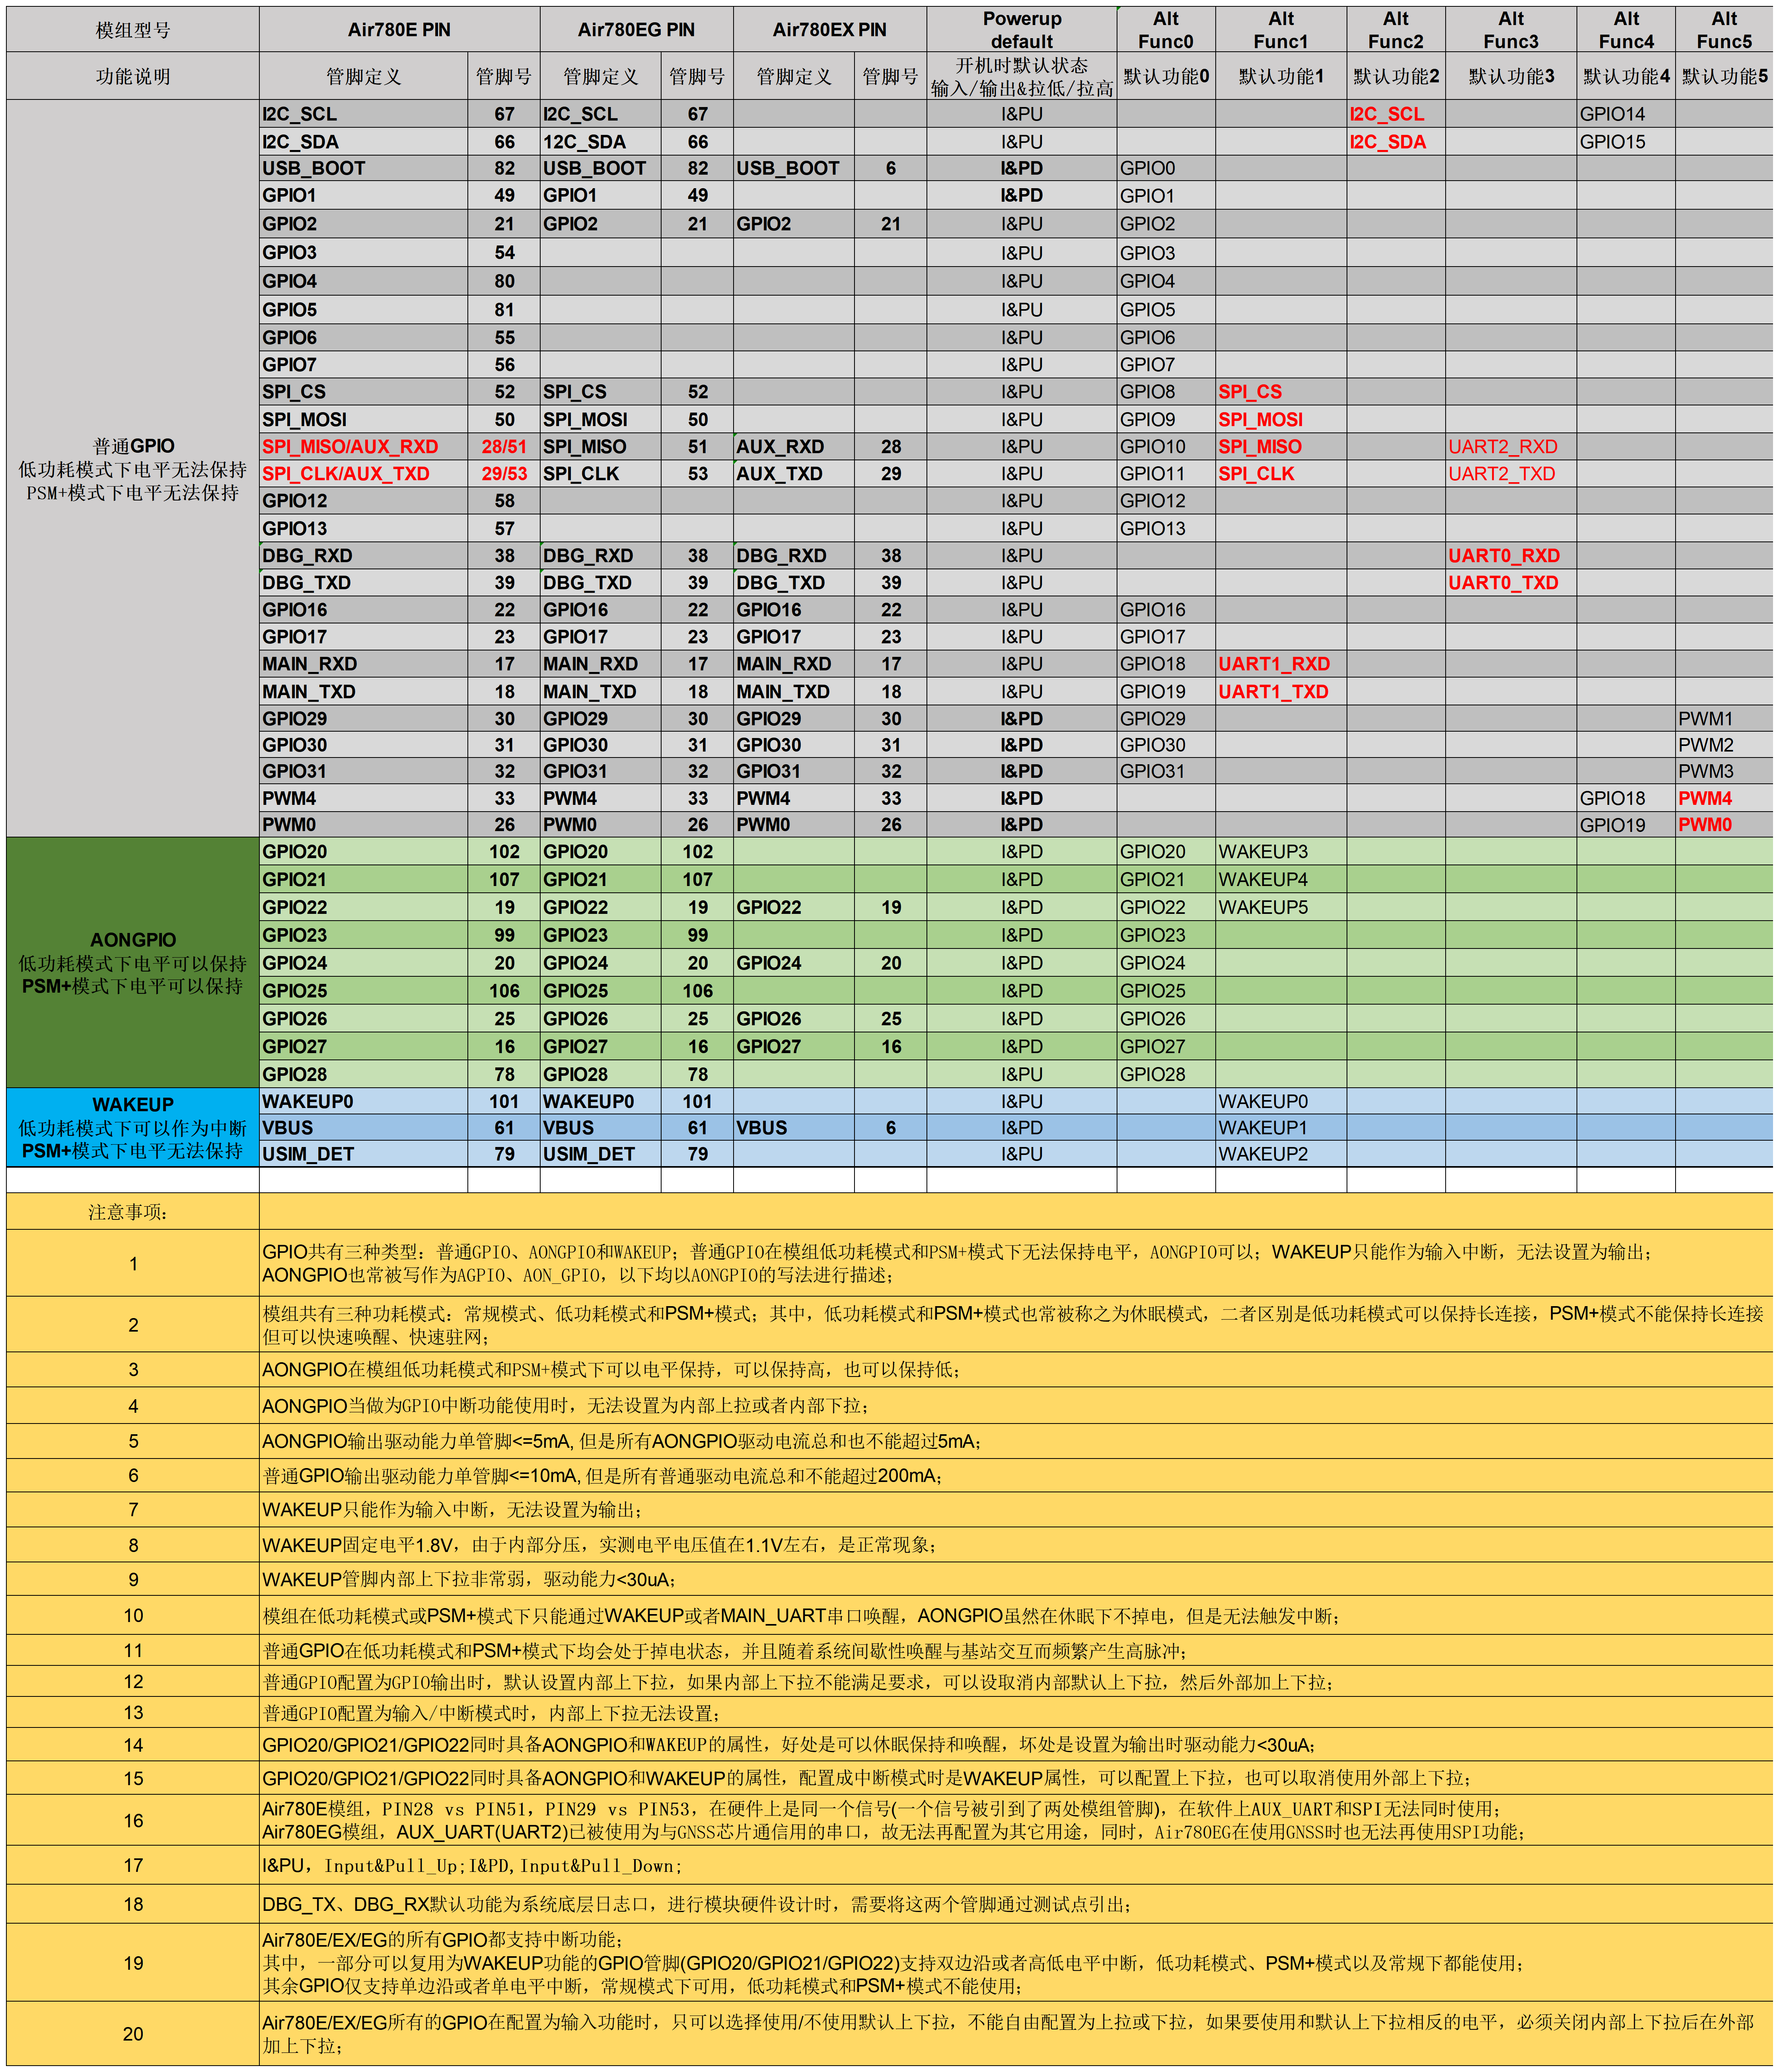 模组型号 Air780E PIN Air780EG PIN Air780EX PIN Powerup default Alt Func0 Alt Func1 Alt Func2 Alt Func3 Alt Func4 Alt Func5
功能说明 管脚定义 管脚号 管脚定义 管脚号 管脚定义 管脚号 开机时默认状态 输入/输出&拉低/拉高 默认功能0 默认功能1 默认功能2 默认功能3 默认功能4 默认功能5
普通GPIO
低功耗模式下电平无法保持
PSM+模式下电平无法保持
I2C_SCL 67 I2C_SCL 67 I&PU I2C_SCL GPIO14
I2C_SDA 66 12C_SDA 66 I&PU I2C_SDA GPIO15
USB_BOOT 82 USB_BOOT 82 USB_BOOT 6 I&PD GPIO0
GPIO1 49 GPIO1 49 I&PD GPIO1
GPIO2 21 GPIO2 21 GPIO2 21 I&PU GPIO2
GPIO3 54 I&PU GPIO3
GPIO4 80 I&PU GPIO4
GPIO5 81 I&PU GPIO5
GPIO6 55 I&PU GPIO6
GPIO7 56 I&PU GPIO7
SPI_CS 52 SPI_CS 52 I&PU GPIO8 SPI_CS
SPI_MOSI 50 SPI_MOSI 50 I&PU GPIO9 SPI_MOSI
SPI_MISO/AUX_RXD 28/51 SPI_MISO 51 AUX_RXD 28 I&PU GPIO10 SPI_MISO UART2_RXD
SPI_CLK/AUX_TXD 29/53 SPI_CLK 53 AUX_TXD 29 I&PU GPIO11 SPI_CLK UART2_TXD
GPIO12 58 I&PU GPIO12
GPIO13 57 I&PU GPIO13
DBG_RXD 38 DBG_RXD 38 DBG_RXD 38 I&PU UART0_RXD
DBG_TXD 39 DBG_TXD 39 DBG_TXD 39 I&PU UART0_TXD
GPIO16 22 GPIO16 22 GPIO16 22 I&PU GPIO16
GPIO17 23 GPIO17 23 GPIO17 23 I&PU GPIO17
MAIN_RXD 17 MAIN_RXD 17 MAIN_RXD 17 I&PU GPIO18 UART1_RXD
MAIN_TXD 18 MAIN_TXD 18 MAIN_TXD 18 I&PU GPIO19 UART1_TXD
GPIO29 30 GPIO29 30 GPIO29 30 I&PD GPIO29 PWM1
GPIO30 31 GPIO30 31 GPIO30 31 I&PD GPIO30 PWM2
GPIO31 32 GPIO31 32 GPIO31 32 I&PD GPIO31 PWM3
PWM4 33 PWM4 33 PWM4 33 I&PD GPIO18 PWM4
PWM0 26 PWM0 26 PWM0 26 I&PD GPIO19 PWM0
AONGPIO
低功耗模式下电平可以保持
PSM+模式下电平可以保持
GPIO20 102 GPIO20 102 I&PD GPIO20 WAKEUP3
GPIO21 107 GPIO21 107 I&PD GPIO21 WAKEUP4
GPIO22 19 GPIO22 19 GPIO22 19 I&PD GPIO22 WAKEUP5
GPIO23 99 GPIO23 99 I&PD GPIO23
GPIO24 20 GPIO24 20 GPIO24 20 I&PD GPIO24
GPIO25 106 GPIO25 106 I&PD GPIO25
GPIO26 25 GPIO26 25 GPIO26 25 I&PD GPIO26
GPIO27 16 GPIO27 16 GPIO27 16 I&PD GPIO27
GPIO28 78 GPIO28 78 I&PU GPIO28
WAKEUP
低功耗模式下可以作为中断
PSM+模式下电平无法保持
WAKEUP0 101 WAKEUP0 101 I&PU WAKEUP0
VBUS 61 VBUS 61 VBUS 6 I&PD WAKEUP1
USIM_DET 79 USIM_DET 79 I&PU WAKEUP2
注意事项：
1 GPIO共有三种类型：普通GPIO、AONGPIO和WAKEUP；普通GPIO在模组低功耗模式和PSM+模式下无法保持电平，AONGPIO可以；WAKEUP只能作为输入中断，无法设置为输出；
AONGPIO也常被写作为AGPIO、AON_GPIO，以下均以AONGPIO的写法进行描述；
2 模组共有三种功耗模式：常规模式、低功耗模式和PSM+模式；其中，低功耗模式和PSM+模式也常被称之为休眠模式，二者区别是低功耗模式可以保持长连接，PSM+模式不能保持长连接
但可以快速唤醒、快速驻网；
3 AONGPIO在模组低功耗模式和PSM+模式下可以电平保持，可以保持高，也可以保持低；
4 AONGPIO当做为GPIO中断功能使用时，无法设置为内部上拉或者内部下拉；
5 AONGPIO输出驱动能力单管脚<=5mA,但是所有AONGPIO驱动电流总和也不能超过5mA；
6 普通GPIO输出驱动能力单管脚<=10mA,但是所有普通驱动电流总和不能超过200mA；
7 WAKEUP只能作为输入中断，无法设置为输出；
8 WAKEUP固定电平1.8V，由于内部分压，实测电平电压值在1.1V左右，是正常现象；
9 WAKEUP管脚内部上下拉非常弱，驱动能力<30uA；
10 模组在低功耗模式或PSM+模式下只能通过WAKEUP或者MAIN_UART串口唤醒，AONGPIO虽然在休眠下不掉电，但是无法触发中断；
11 普通GPIO在低功耗模式和PSM+模式下均会处于掉电状态，并且随着系统间歇性唤醒与基站交互而频繁产生高脉冲；
12 普通GPIO配置为GPIO输出时，默认设置内部上下拉，如果内部上下拉不能满足要求，可以设取消内部默认上下拉，然后外部加上下拉；
13 普通GPIO配置为输入/中断模式时，内部上下拉无法设置；
14 GPIO20/GPIO21/GPIO22同时具备AONGPIO和WAKEUP的属性，好处是可以休眠保持和唤醒，坏处是设置为输出时驱动能力<30uA；
15 GPIO20/GPIO21/GPIO22同时具备AONGPIO和WAKEUP的属性，配置成中断模式时是WAKEUP属性，可以配置上下拉，也可以取消使用外部上下拉；
16 Air780E模组，PIN28 vs PIN51，PIN29 vs PIN53，在硬件上是同一个信号(一个信号被引到了两处模组管脚)，在软件上AUX_UART和SPI无法同时使用；
Air780EG模组，AUX_UART(UART2)已被使用为与GNSS芯片通信用的串口，故无法再配置为其它用途，同时，Air780EG在使用GNSS时也无法再使用SPI功能；
17 I&PU，Input&Pull_Up;I&PD,Input&Pull_Down;
18 DBG_TX、DBG_RX默认功能为系统底层日志口，进行模块硬件设计时，需要将这两个管脚通过测试点引出；
19 Air780E/EX/EG的所有GPIO都支持中断功能；
其中，一部分可以复用为WAKEUP功能的GPIO管脚(GPIO20/GPIO21/GPIO22)支持双边沿或者高低电平中断，低功耗模式、PSM+模式以及常规下都能使用；
其余GPIO仅支持单边沿或者单电平中断，常规模式下可用，低功耗模式和PSM+模式不能使用；
20 Air780E/EX/EG所有的GPIO在配置为输入功能时，只可以选择使用/不使用默认上下拉，不能自由配置为上拉或下拉，如果要使用和默认上下拉相反的电平，必须关闭内部上下拉后在外部
加上下拉；